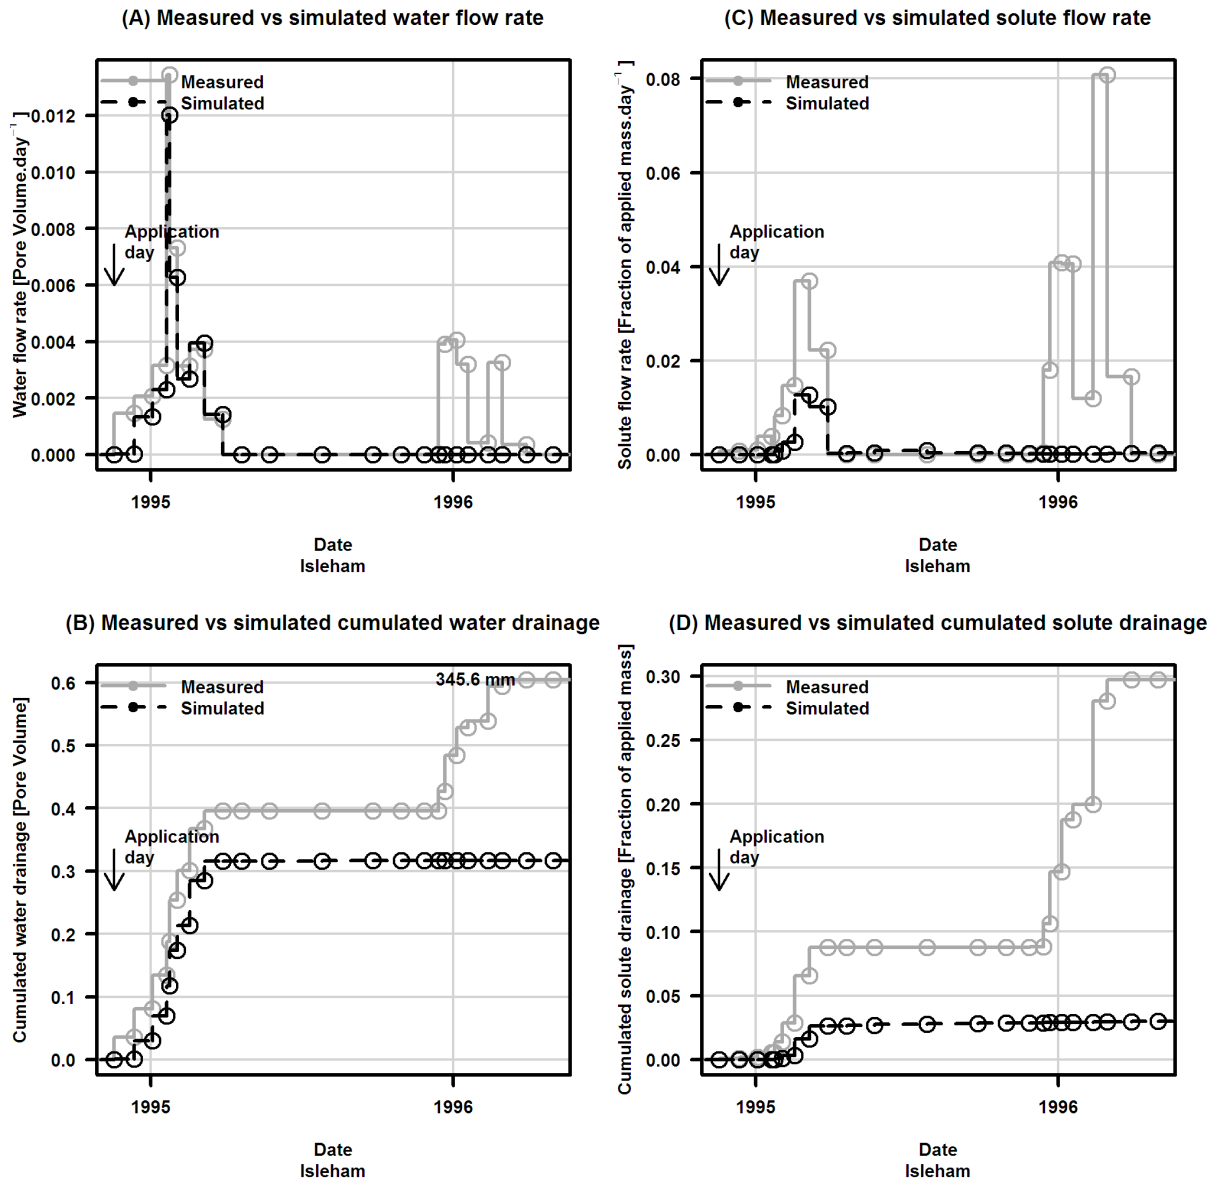 (A) Measured vs simulated water flow rate
Water flow rate [Pore Volume.day⁻¹ ]
0.012
0.010
0.008
0.006
0.004
0.002
0.000
Measured
Simulated
Application
day
1995
1996
Date
Isleham
(C) Measured vs simulated solute flow rate
Solute flow rate [Fraction of applied mass.day⁻¹ ]
0.08
0.06
0.04
0.02
0.00
Measured
Simulated
Application
day
1995
1996
Date
Isleham
(B) Measured vs simulated cumulated water drainage
Cumulated water drainage [Pore Volume]
0.6
0.5
0.4
0.3
0.2
0.1
0.0
Measured
Simulated
345.6 mm
Application
day
1995
1996
Date
Isleham
(D) Measured vs simulated cumulated solute drainage
Cumulated solute drainage [Fraction of applied mass]
0.30
0.25
0.20
0.15
0.10
0.05
0.00
Measured
Simulated
Application
day
1995
1996
Date
Isleham